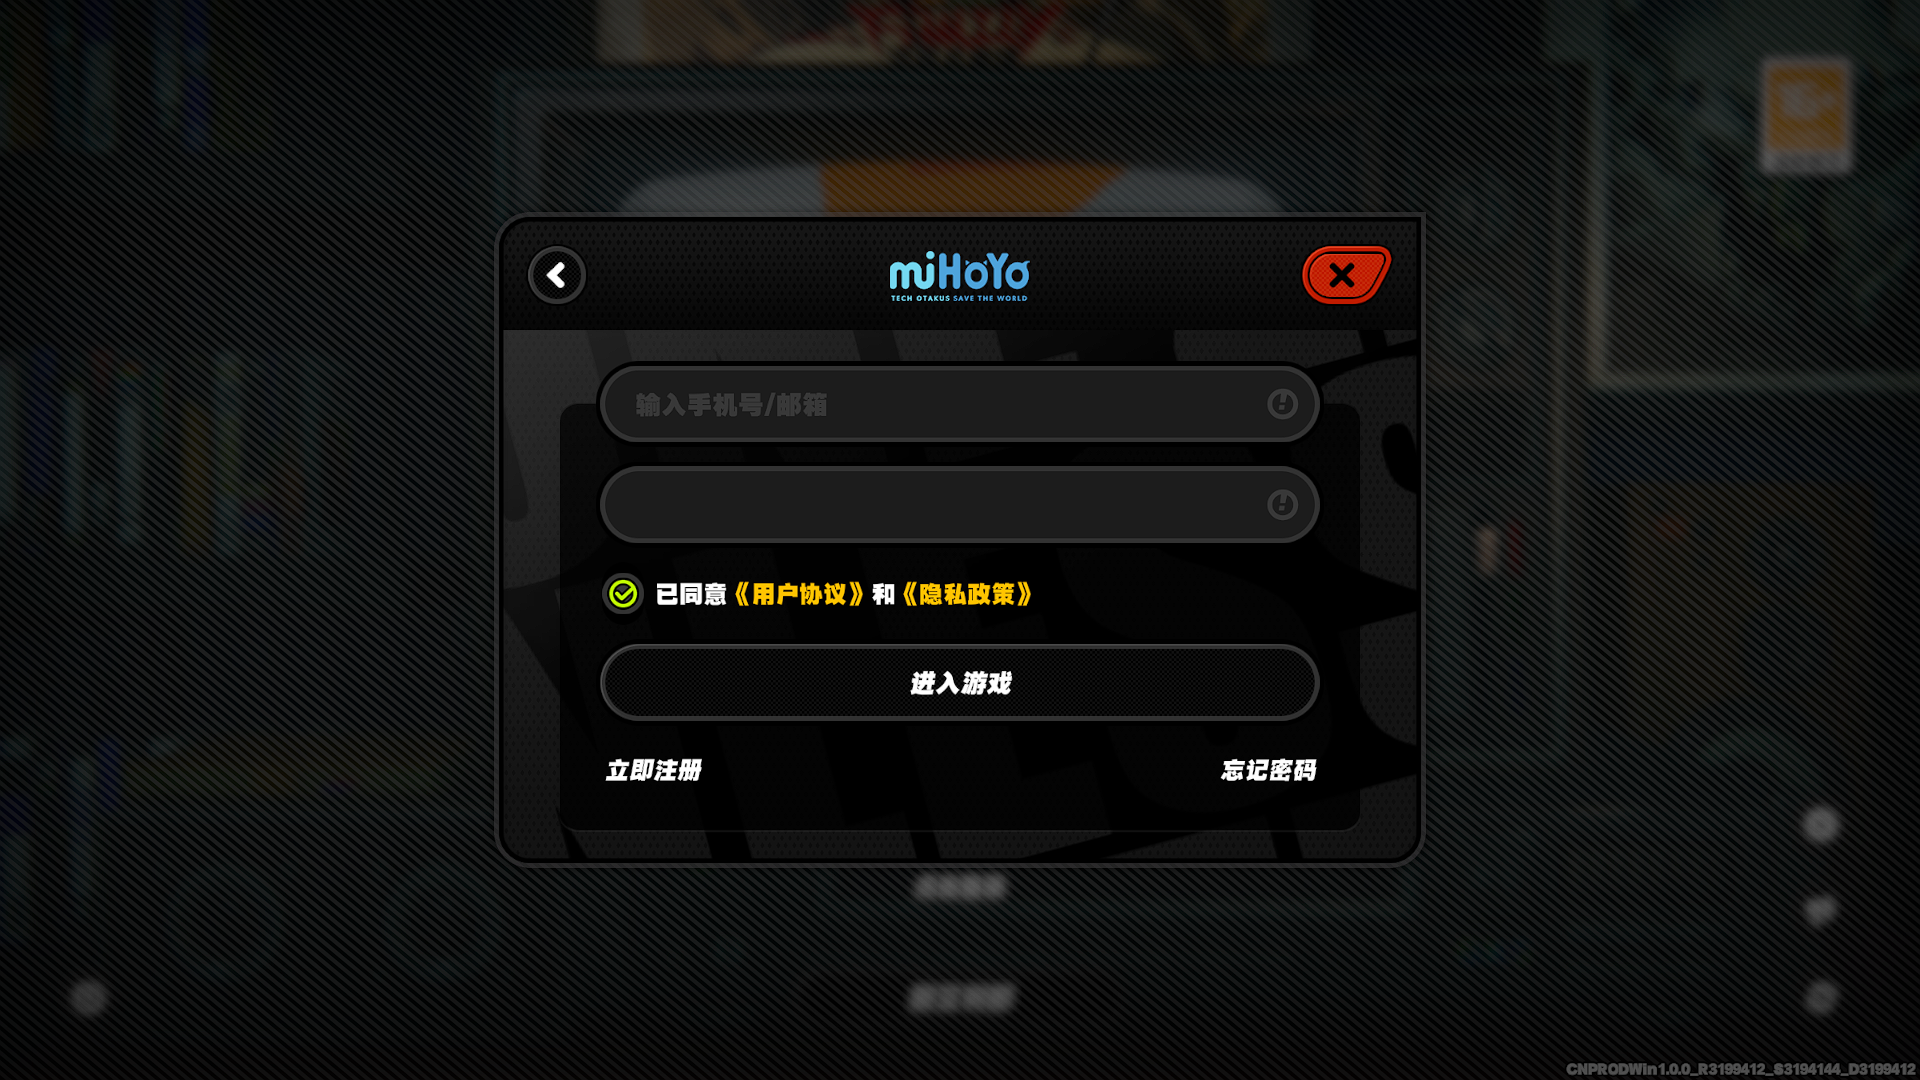 miHoYo
TECH OTAKUS SAVE THE WORLD
输入手机号/邮箱
已同意《用户协议》和《隐私政策》
进入游戏
立即注册
忘记密码
CNPRODWin1.0.0_R3199412_S3194144_D3199412